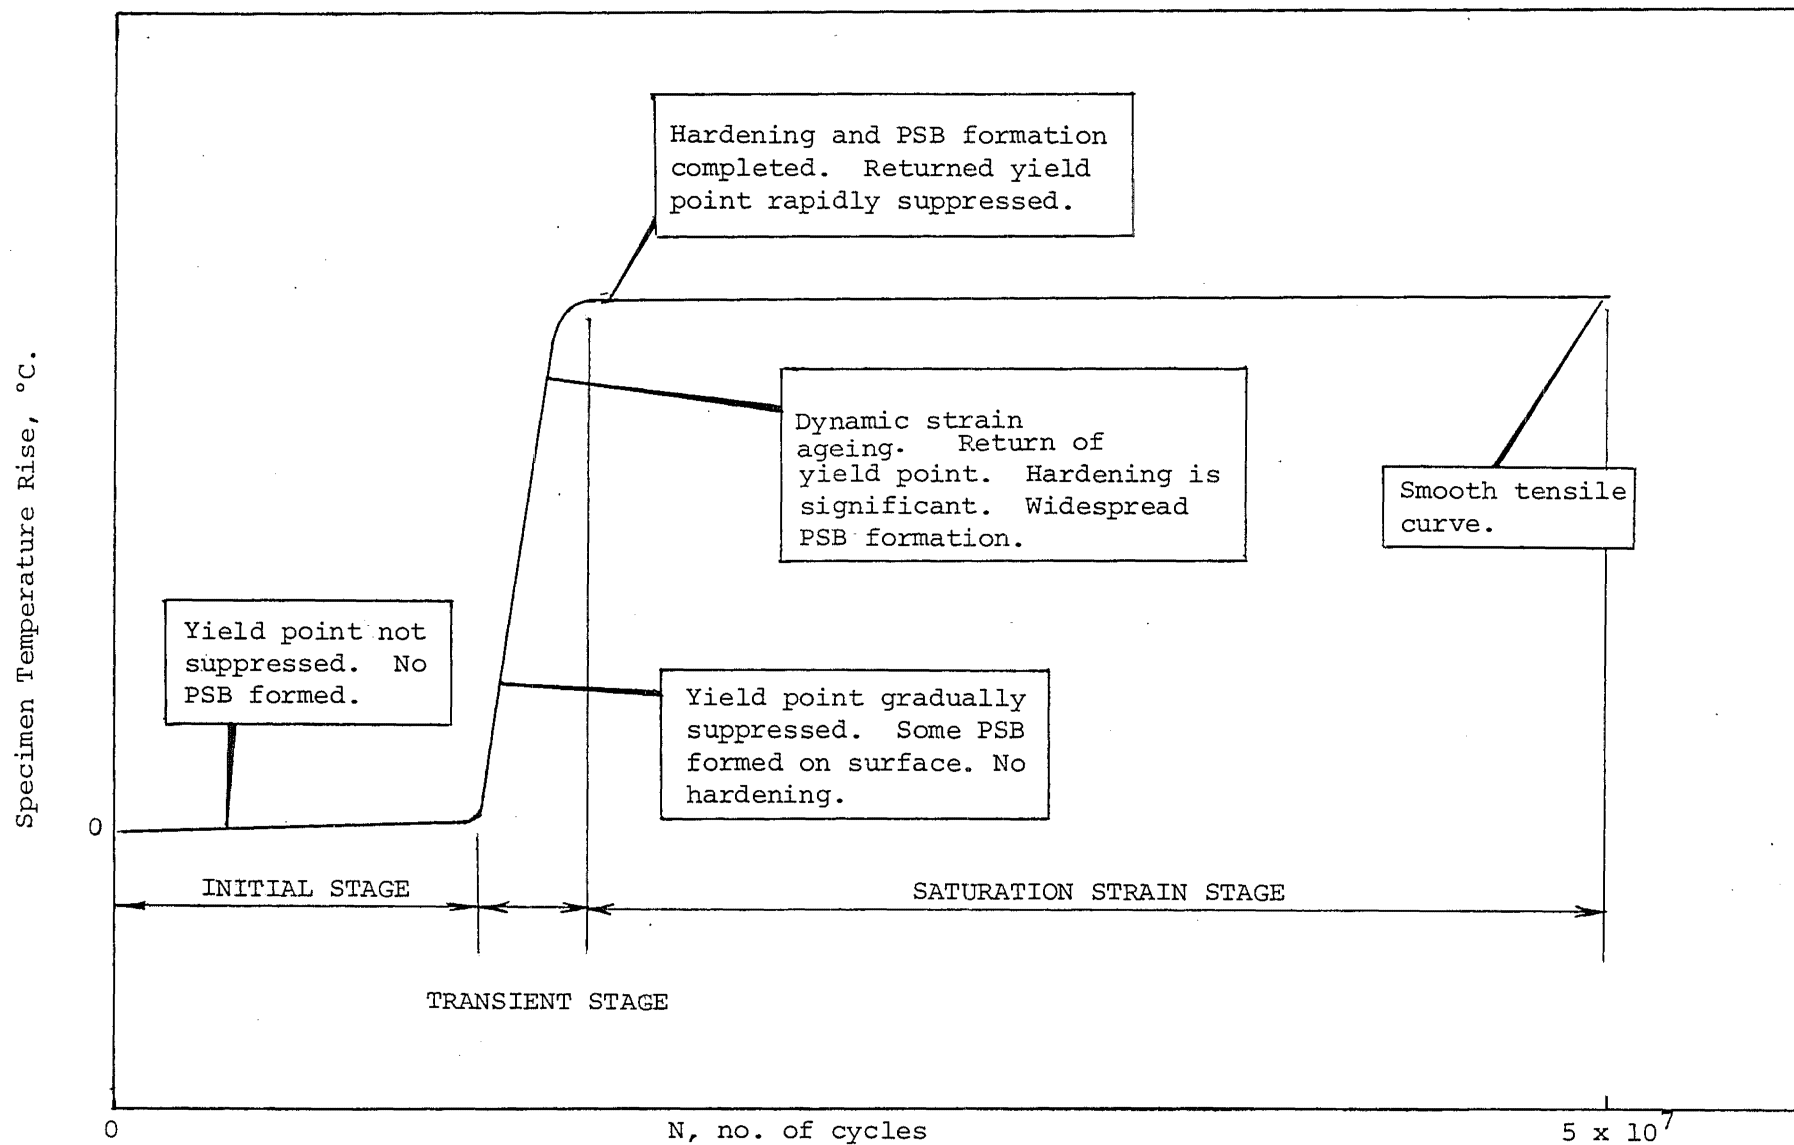 Hardening and PSB formation
completed. Returned yield
point rapidly suppressed.
Dynamic strain
ageing. Return of
yield point. Hardening is
significant. Widespread
PSB formation.
Smooth tensile
curve.
Yield point not
suppressed. No
PSB formed.
Yield point gradually
suppressed. Some PSB
formed on surface. No
hardening.
Specimen Temperature Rise, °C.
0
INITIAL STAGE
SATURATION STRAIN STAGE
TRANSIENT STAGE
0
N, no. of cycles
5 x 10⁷